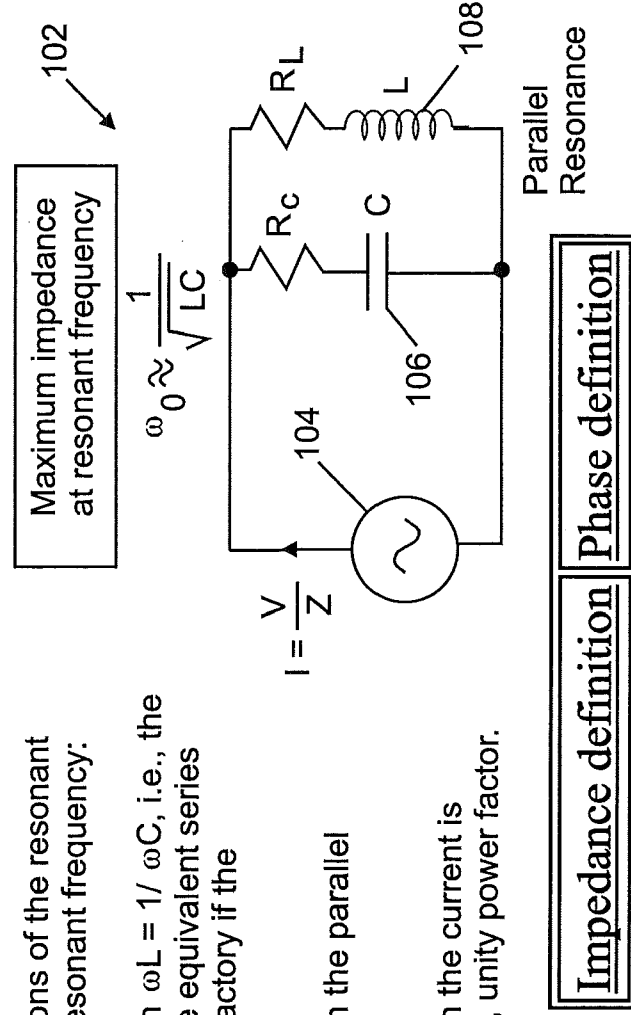 ons of the resonant
esonant frequency:
n ωL = 1/ ωC, i.e., the
e equivalent series
actory if the
n the parallel
n the current is
, unity power factor.
Maximum impedance
at resonant frequency
102
ω0 ≈ 1/√LC
I = V/Z
104
RC
C
106
RL
L
108
Parallel
Resonance
Impedance definition
Phase definition